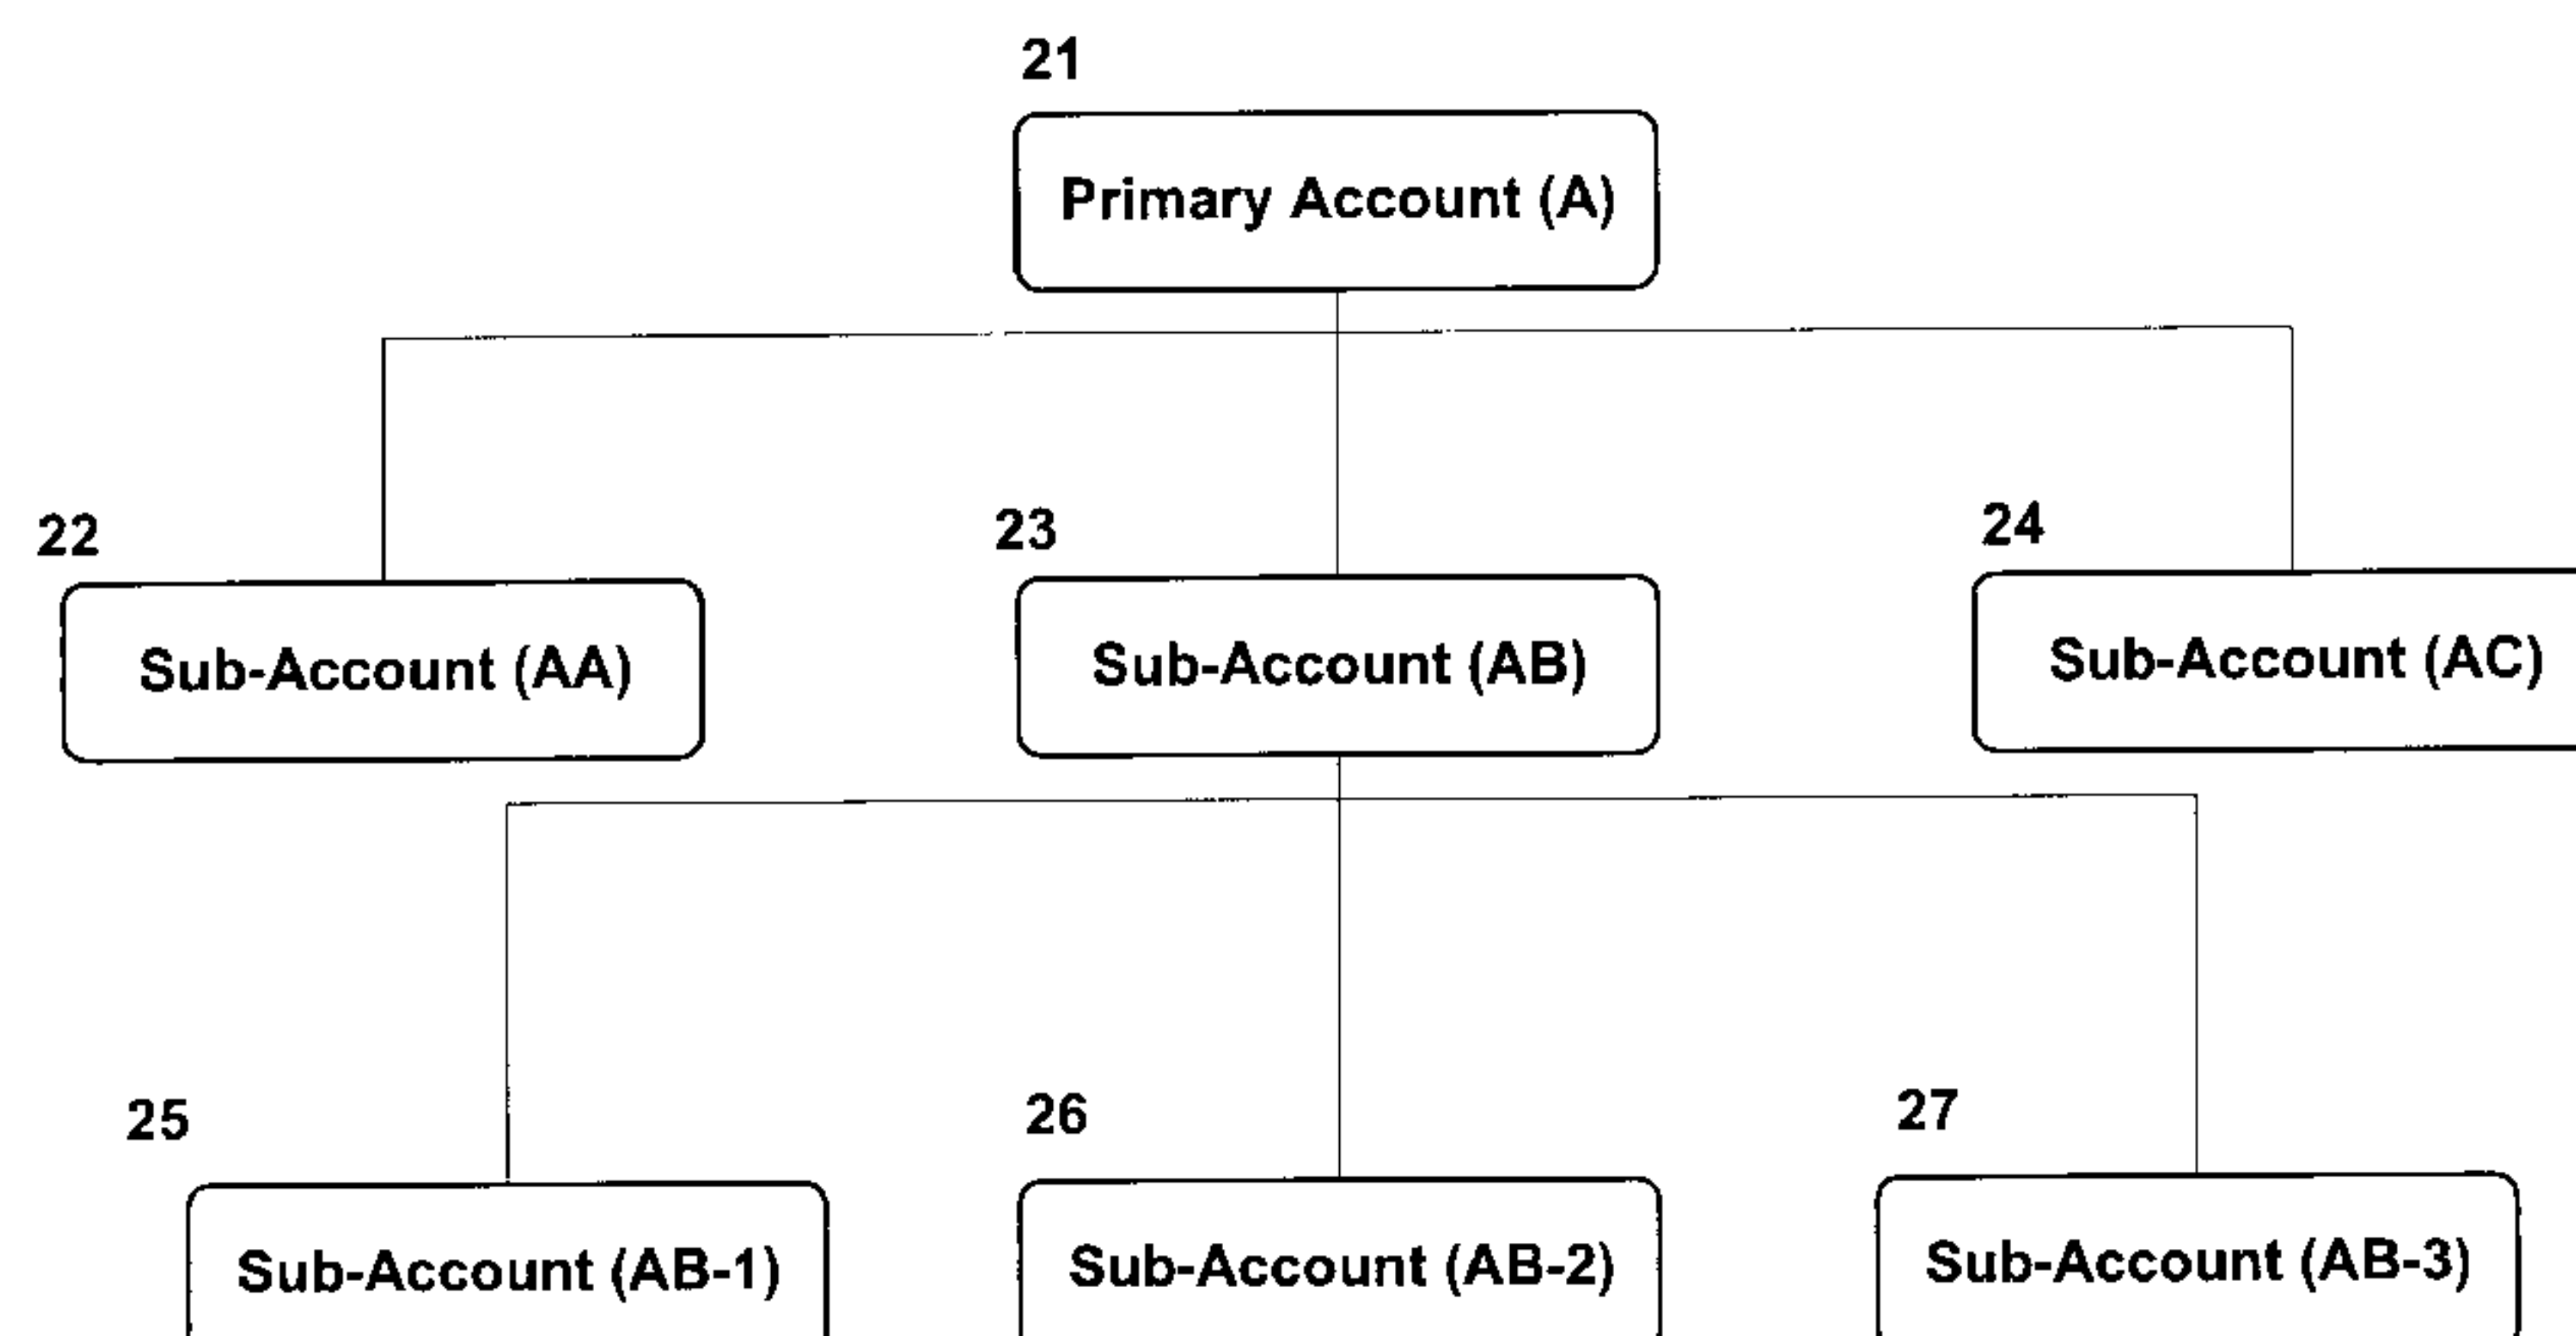 21
Primary Account (A)
22
23
24
Sub-Account (AA)
Sub-Account (AB)
Sub-Account (AC)
25
26
27
Sub-Account (AB-1)
Sub-Account (AB-2)
Sub-Account (AB-3)